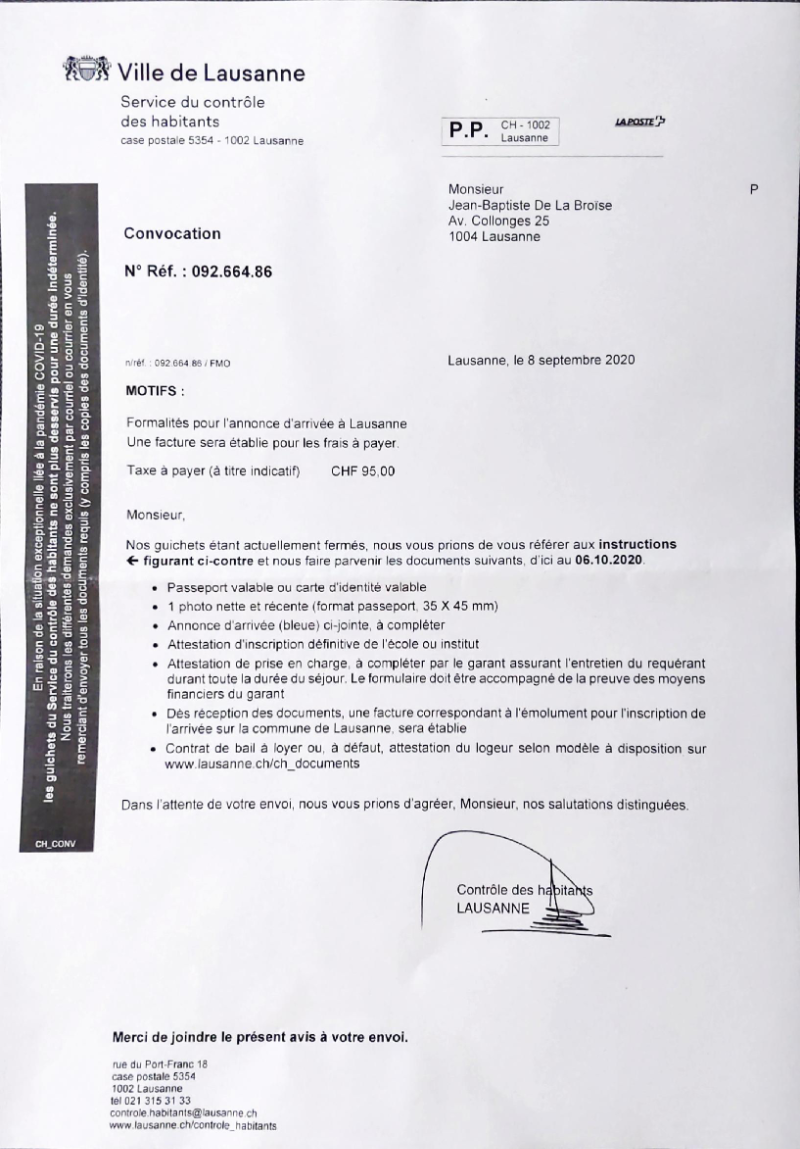 Ville de Lausanne
Service du contrôle
des habitants
case postale 5354 - 1002 Lausanne
P.P. CH - 1002
Lausanne
LA POSTE
Monsieur
Jean-Baptiste De La Broïse
Av. Collonges 25
1004 Lausanne
P
Convocation
N° Réf. : 092.664.86
n/réf. : 092.664.86 / FMO
Lausanne, le 8 septembre 2020
MOTIFS :
Formalités pour l'annonce d'arrivée à Lausanne
Une facture sera établie pour les frais à payer.
Taxe à payer (à titre indicatif) CHF 95,00
Monsieur,
Nos guichets étant actuellement fermés, nous vous prions de vous référer aux instructions
← figurant ci-contre et nous faire parvenir les documents suivants, d'ici au 06.10.2020.
• Passeport valable ou carte d'identité valable
• 1 photo nette et récente (format passeport, 35 X 45 mm)
• Annonce d'arrivée (bleue) ci-jointe, à compléter
• Attestation d'inscription définitive de l'école ou institut
• Attestation de prise en charge, à compléter par le garant assurant l'entretien du requérant
durant toute la durée du séjour. Le formulaire doit être accompagné de la preuve des moyens
financiers du garant
• Dès réception des documents, une facture correspondant à l'émolument pour l'inscription de
l'arrivée sur la commune de Lausanne, sera établie
• Contrat de bail à loyer ou, à défaut, attestation du logeur selon modèle à disposition sur
www.lausanne.ch/ch_documents
Dans l'attente de votre envoi, nous vous prions d'agréer, Monsieur, nos salutations distinguées.
Contrôle des habitants
LAUSANNE
En raison de la situation exceptionnelle liée à la pandémie COVID-19
les guichets du Service du contrôle des habitants ne sont plus desservis pour une durée indéterminée.
Nous traiterons les différentes demandes exclusivement par courriel ou courrier en vous
remerciant d'envoyer tous les documents requis (y compris les copies des documents d'identité).
CH_CONV
Merci de joindre le présent avis à votre envoi.
rue du Port-Franc 18
case postale 5354
1002 Lausanne
tél 021 315 31 33
controle.habitants@lausanne.ch
www.lausanne.ch/controle_habitants